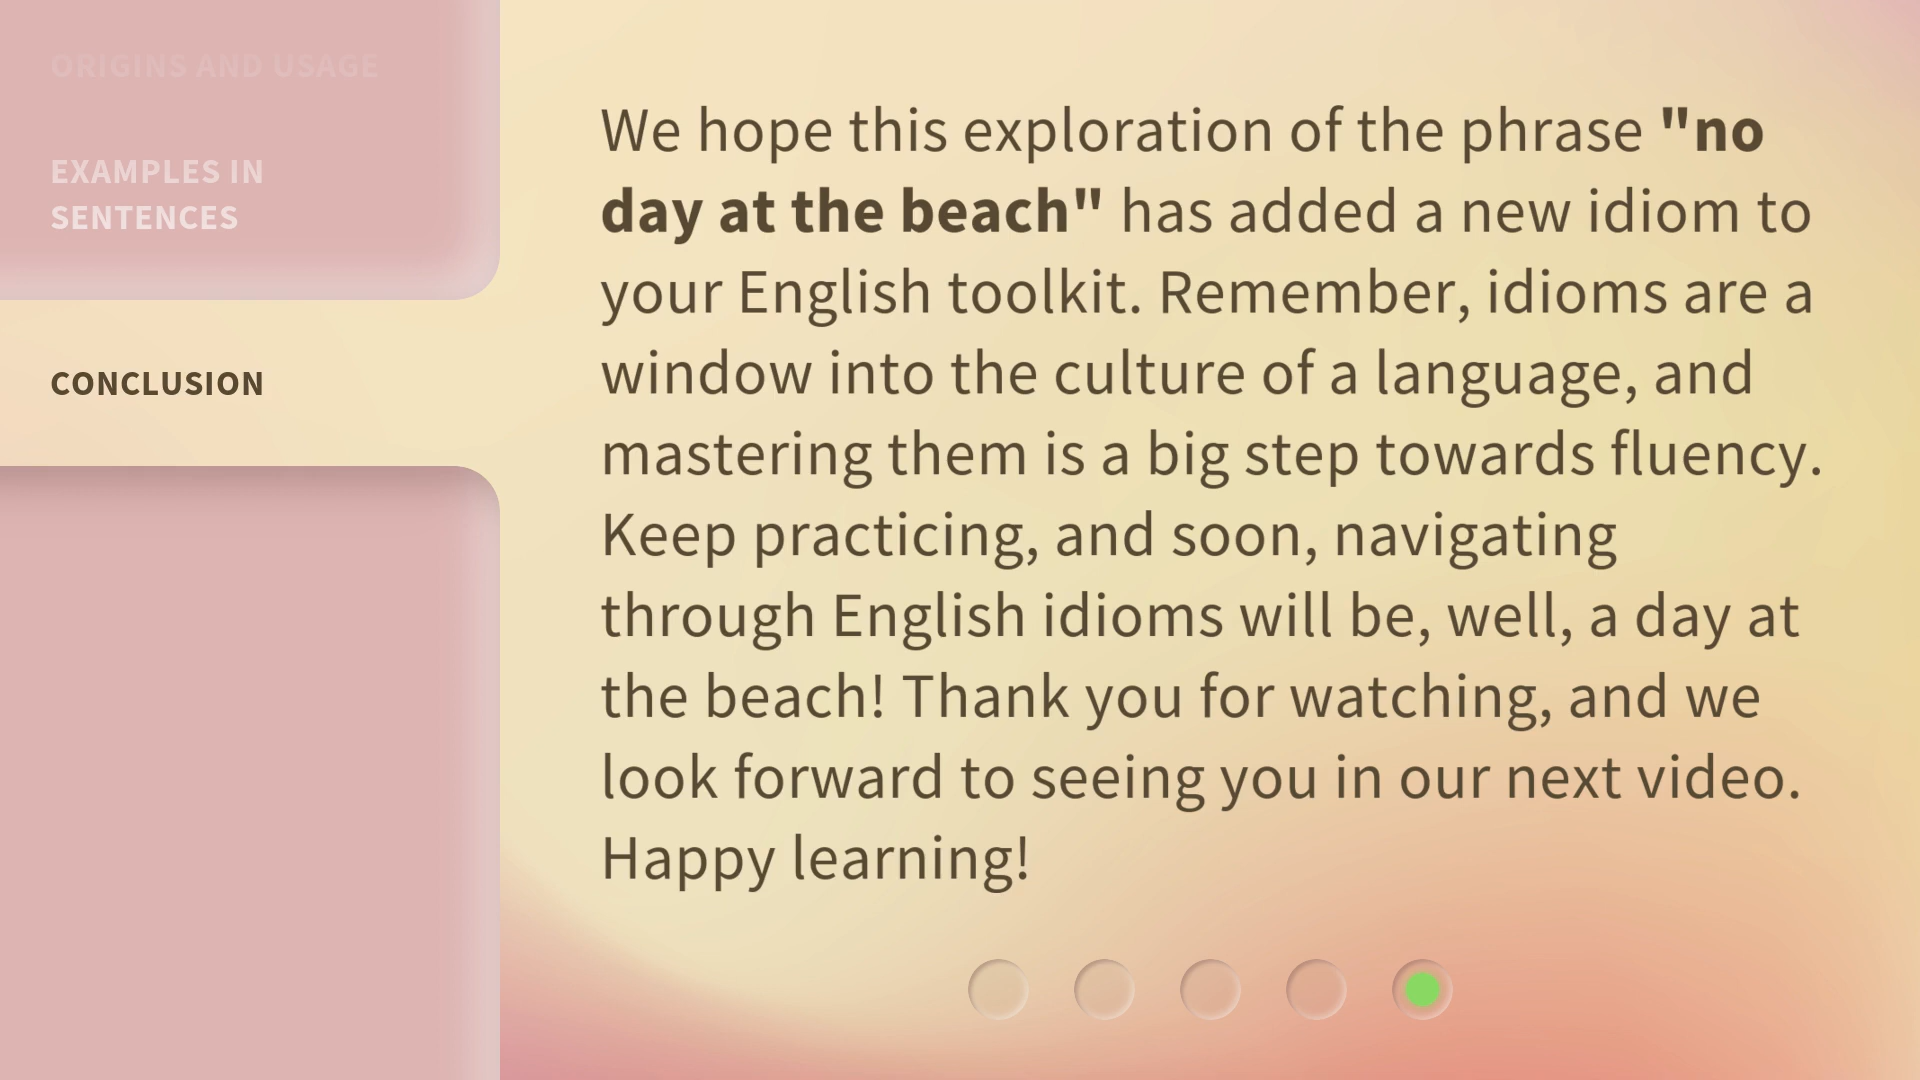 ORIGINS AND USAGE
EXAMPLES IN
SENTENCES
CONCLUSION
We hope this exploration of the phrase "no
day at the beach" has added a new idiom to
your English toolkit. Remember, idioms are a
window into the culture of a language, and
mastering them is a big step towards fluency.
Keep practicing, and soon, navigating
through English idioms will be, well, a day at
the beach! Thank you for watching, and we
look forward to seeing you in our next video.
Happy learning!